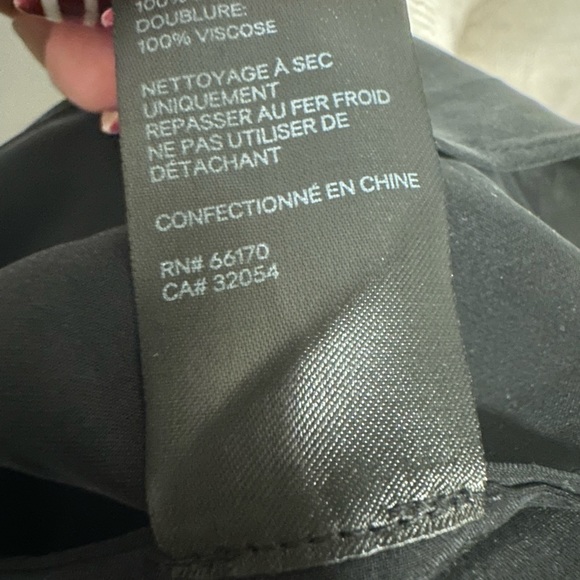 100%
DOUBLURE:
100% VISCOSE
NETTOYAGE À SEC
UNIQUEMENT
REPASSER AU FER FROID
NE PAS UTILISER DE
DÉTACHANT
CONFECTIONNÉ EN CHINE
RN# 66170
CA# 32054